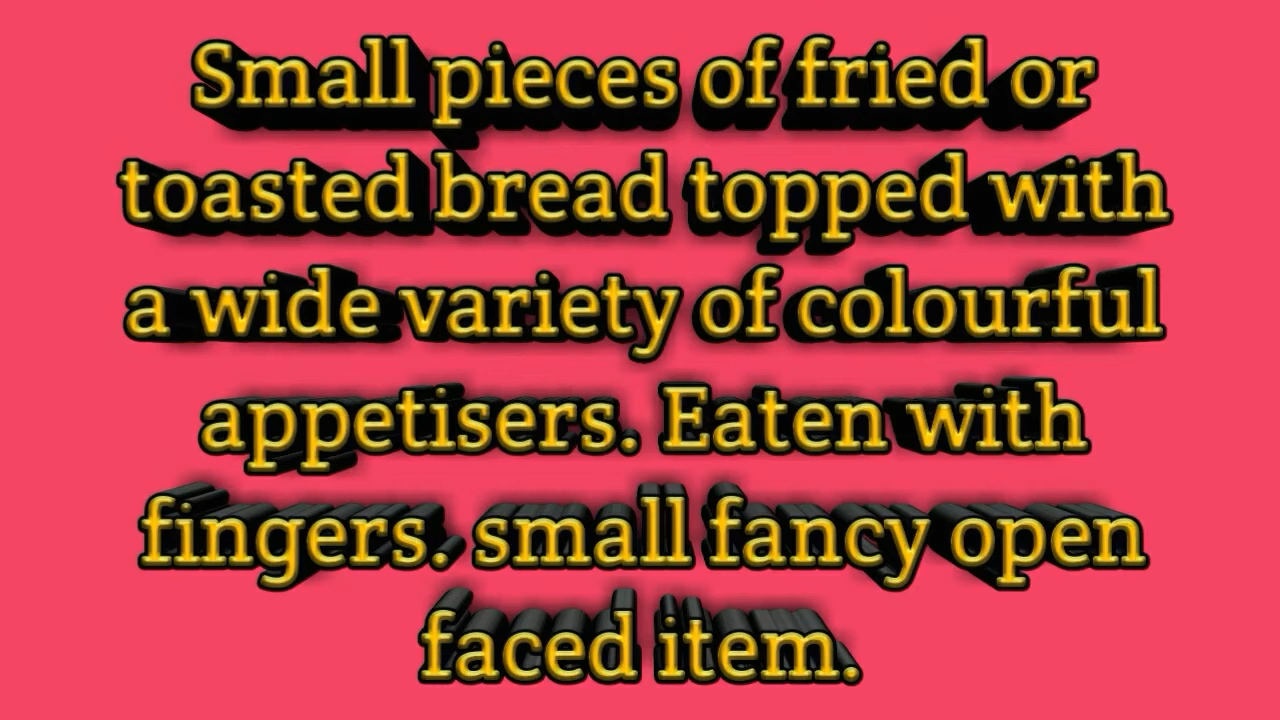 Small pieces of fried or
toasted bread topped with
a wide variety of colourful
appetisers. Eaten with
fingers. small fancy open
faced item.